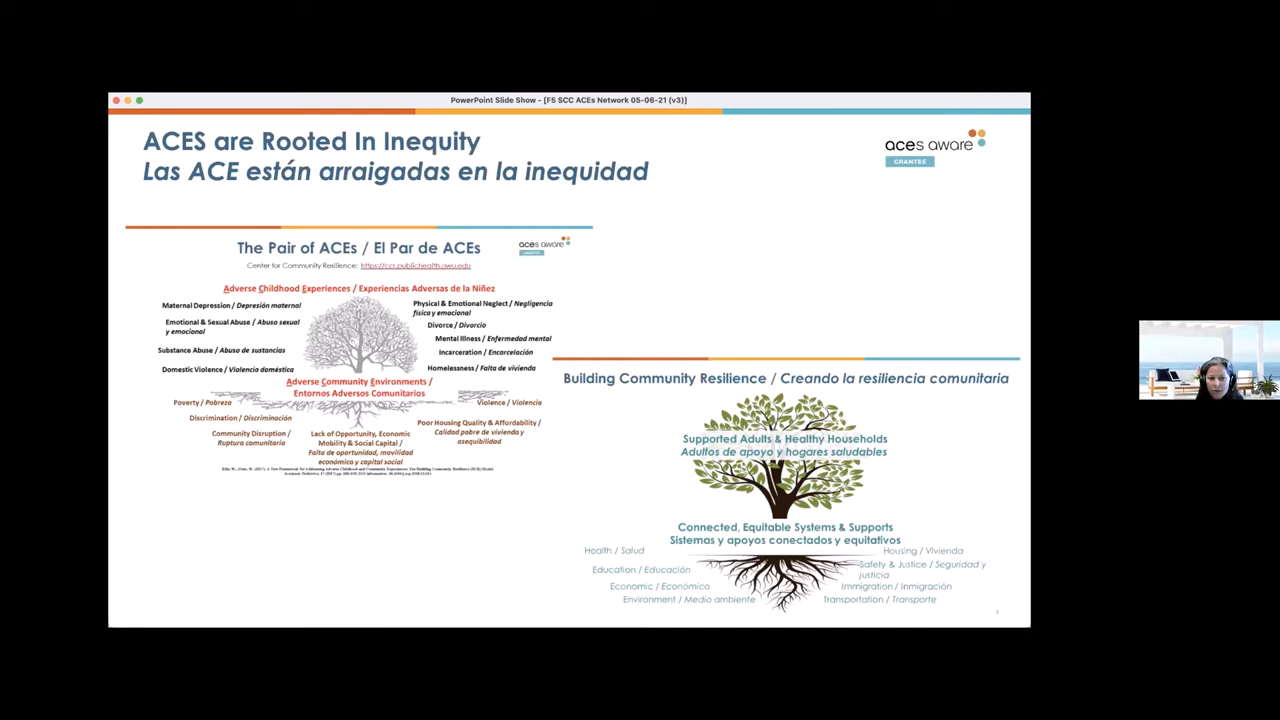 PowerPoint Slide Show - [F5 SCC ACEs Network 05-06-21 (v3)]
ACES are Rooted In Inequity
Las ACE están arraigadas en la inequidad
aces aware
GRANTEE
The Pair of ACEs / El Par de ACEs
aces aware
GRANTEE
Center for Community Resilience: https://ccr.publichealth.gwu.edu
Adverse Childhood Experiences / Experiencias Adversas de la Niñez
Maternal Depression / Depresión maternal
Physical & Emotional Neglect / Negligencia
física y emocional
Emotional & Sexual Abuse / Abuso sexual
y emocional
Divorce / Divorcio
Mental Illness / Enfermedad mental
Substance Abuse / Abuso de sustancias
Incarceration / Encarcelación
Domestic Violence / Violencia doméstica
Homelessness / Falta de vivienda
Adverse Community Environments /
Entornos Adversos Comunitarios
Poverty / Pobreza
Violence / Violencia
Discrimination / Discriminación
Poor Housing Quality & Affordability /
Calidad pobre de vivienda y
asequibilidad
Community Disruption /
Ruptura comunitaria
Lack of Opportunity, Economic
Mobility & Social Capital /
Falta de oportunidad, movilidad
económica y capital social
Building Community Resilience / Creando la resiliencia comunitaria
Supported Adults & Healthy Households
Adultos de apoyo y hogares saludables
Connected, Equitable Systems & Supports
Sistemas y apoyos conectados y equitativos
Health / Salud
Housing / Vivienda
Education / Educación
Safety & Justice / Seguridad y
justicia
Economic / Económico
Immigration / Inmigración
Environment / Medio ambiente
Transportation / Transporte